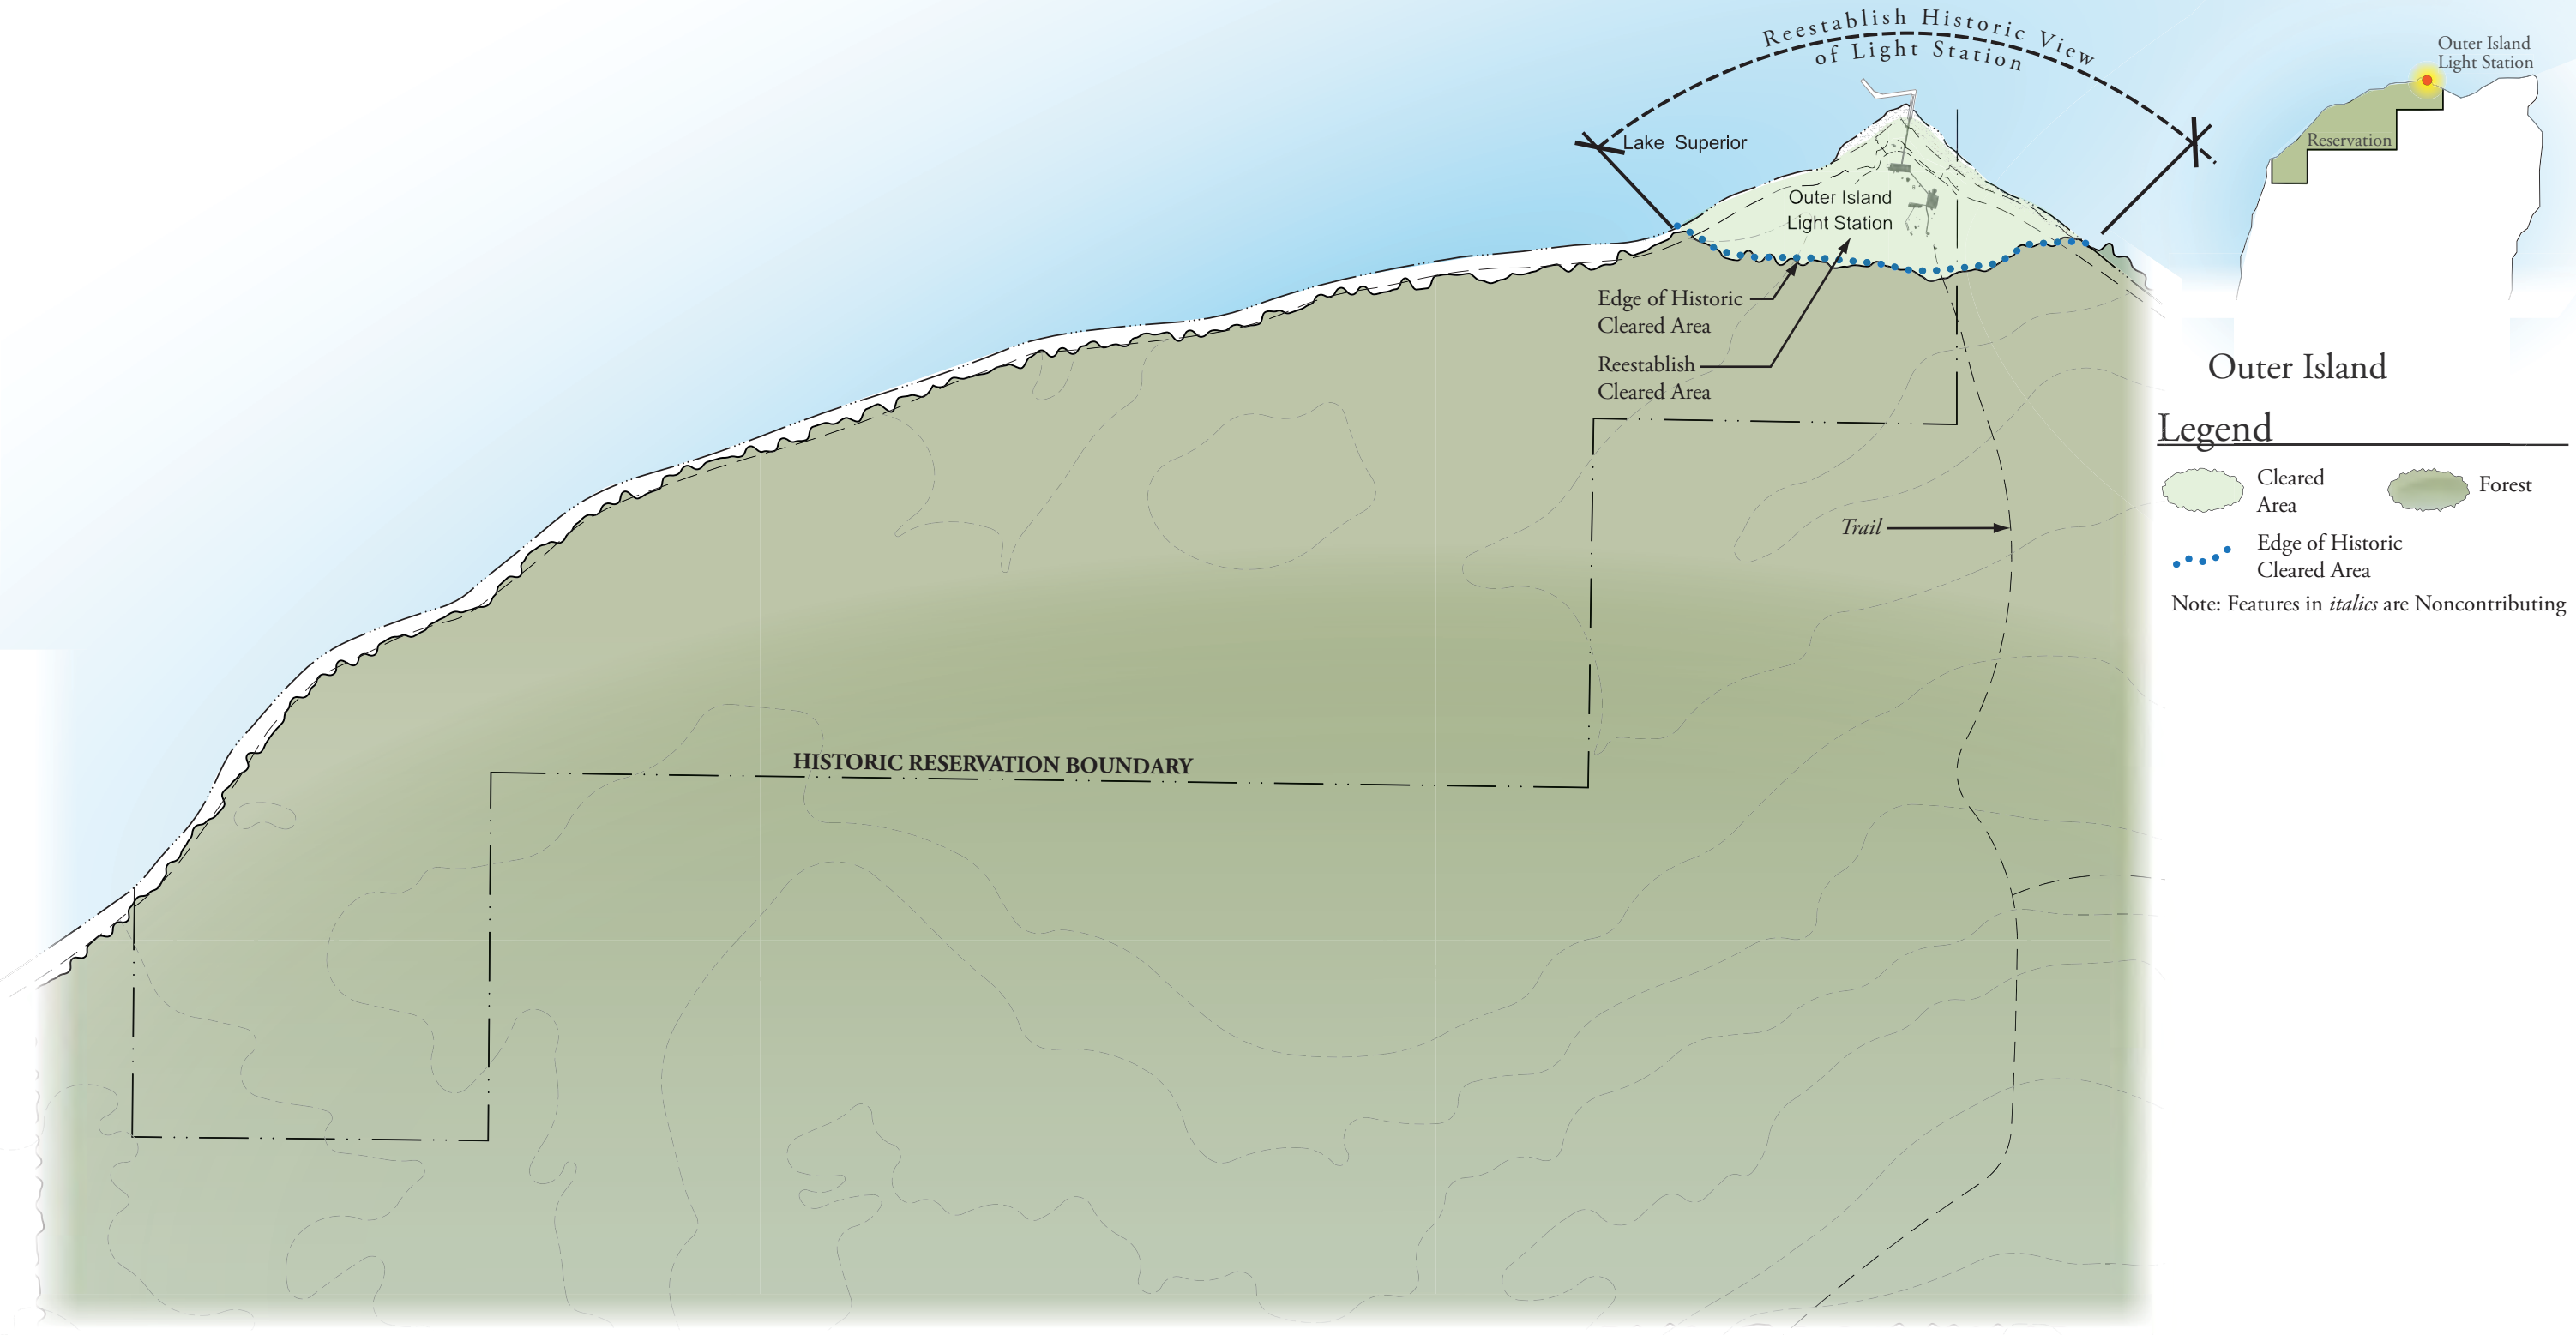 Reestablish Historic View
of Light Station
Lake Superior
Outer Island
Light Station
Edge of Historic
Cleared Area
Reestablish
Cleared Area
Trail
HISTORIC RESERVATION BOUNDARY
Outer Island
Light Station
Reservation
Outer Island
Legend
Cleared
Area
Forest
Edge of Historic
Cleared Area
Note: Features in italics are Noncontributing